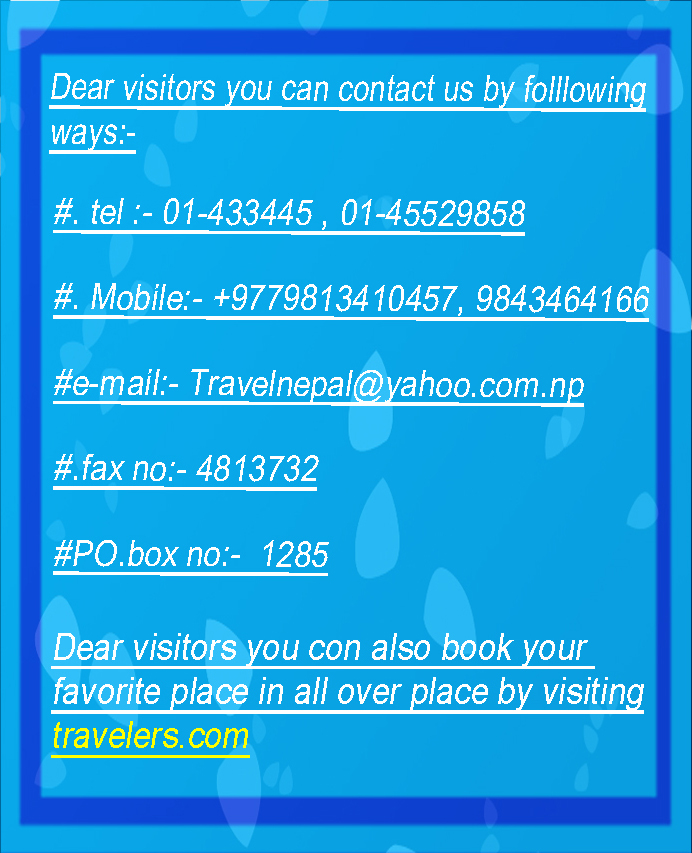 Dear visitors you can contact us by folllowing
ways:-
#. tel :- 01-433445 , 01-45529858
#. Mobile:- +9779813410457, 9843464166
#e-mail:- Travelnepal@yahoo.com.np
#.fax no:- 4813732
#PO.box no:-  1285
Dear visitors you con also book your
favorite place in all over place by visiting
travelers.com